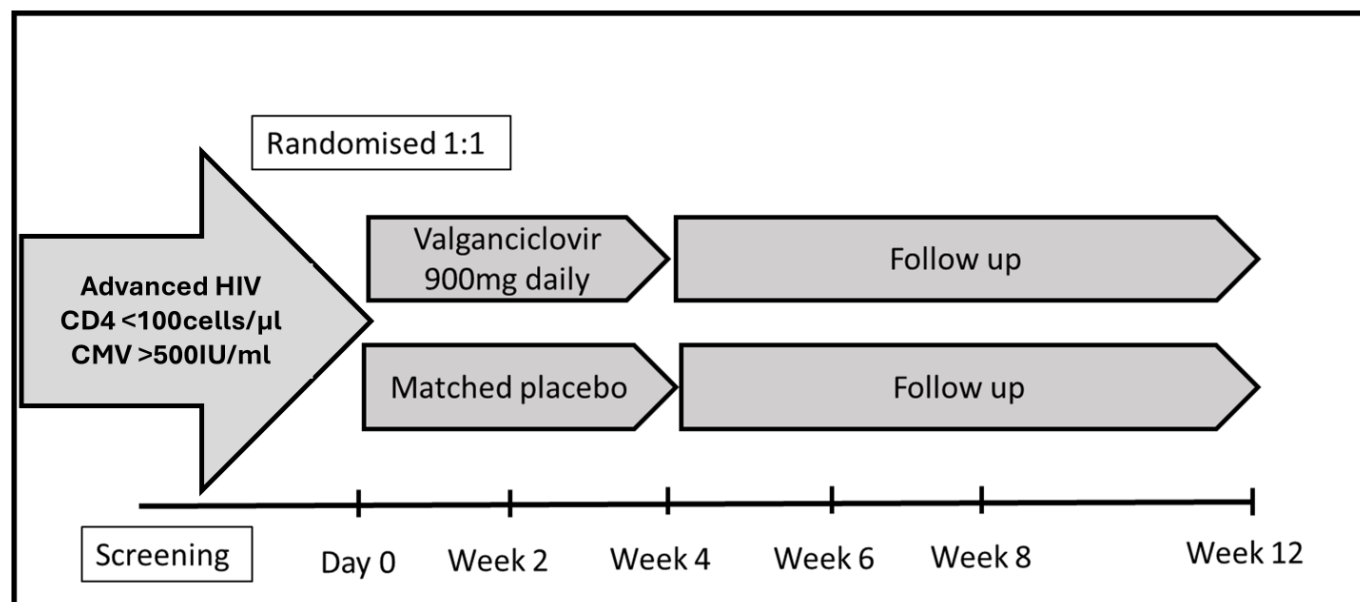 Randomised 1:1
Advanced HIV
CD4 <100cells/µl
CMV >500IU/ml
Valganciclovir
900mg daily
Follow up
Matched placebo
Follow up
Screening
Day 0
Week 2
Week 4
Week 6
Week 8
Week 12